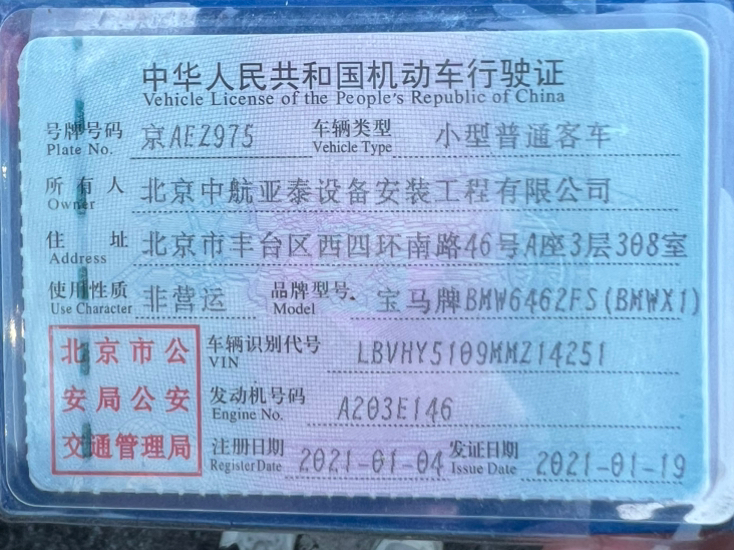 中华人民共和国机动车行驶证
Vehicle License of the People's Republic of China
号牌号码 京AEZ975 车辆类型 小型普通客车
Plate No. Vehicle Type
所有人 北京中航亚泰设备安装工程有限公司
Owner
住址 北京市丰台区西四环南路46号A座3层308室
Address
使用性质 非营运 品牌型号 宝马牌BMW6462FS(BMWX1)
Use Character Model
北京市公
安局公安
交通管理局
车辆识别代号 LBVHY5109MMZ14251
VIN
发动机号码 A203E146
Engine No.
注册日期 2021-01-04 发证日期 2021-01-19
Register Date Issue Date